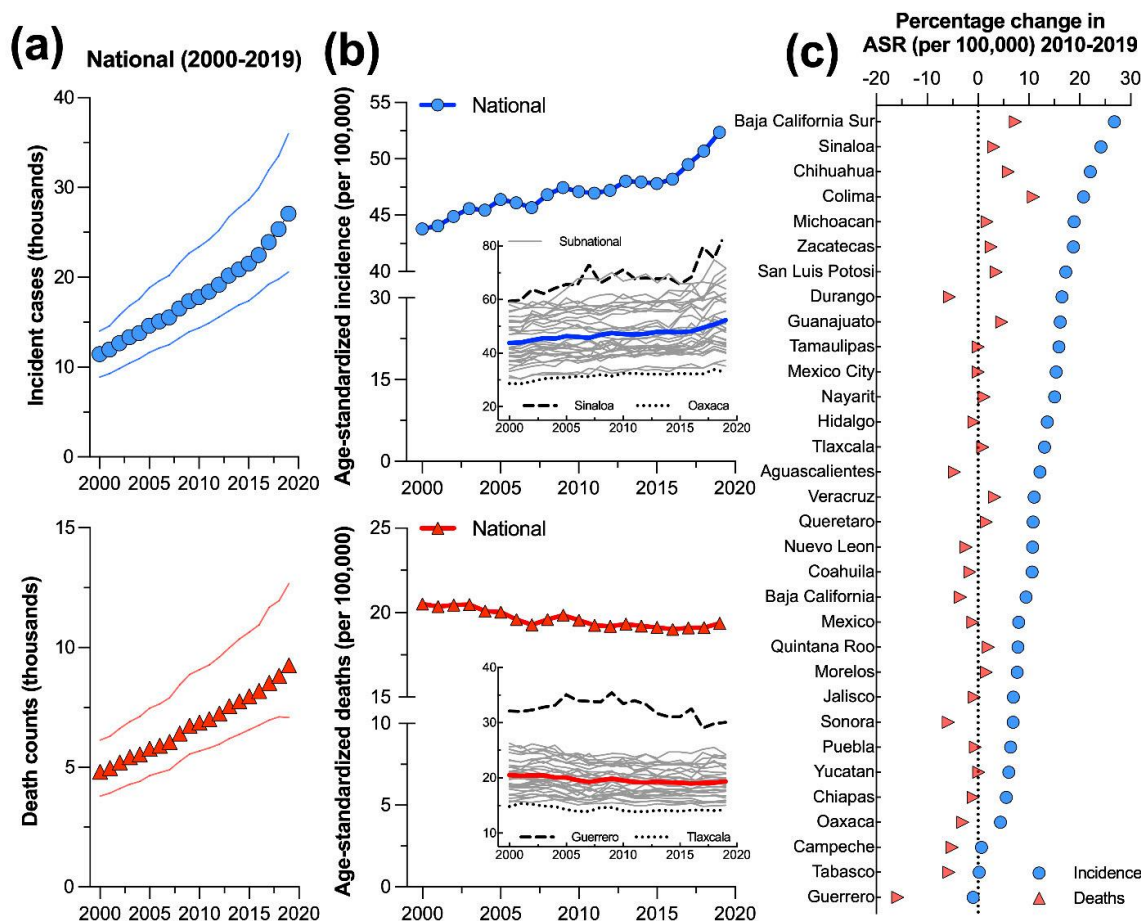 (a)
National (2000-2019)
Incident cases (thousands)
40
30
20
10
0
2000 2005 2010 2015 2020
Death counts (thousands)
15
10
5
0
2000 2005 2010 2015 2020
(b)
Age-standardized incidence (per 100,000)
National
55
50
45
40
30
15
0
2000 2005 2010 2015 2020
Subnational
80
60
40
20
Sinaloa Oaxaca
2000 2005 2010 2015 2020
Age-standardized deaths (per 100,000)
National
25
20
15
10
5
0
2000 2005 2010 2015 2020
40
30
20
10
Guerrero Tlaxcala
2000 2005 2010 2015 2020
(c)
Percentage change in
ASR (per 100,000) 2010-2019
-20 -10 0 10 20 30
Baja California Sur
Sinaloa
Chihuahua
Colima
Michoacan
Zacatecas
San Luis Potosi
Durango
Guanajuato
Tamaulipas
Mexico City
Nayarit
Hidalgo
Tlaxcala
Aguascalientes
Veracruz
Queretaro
Nuevo Leon
Coahuila
Baja California
Mexico
Quintana Roo
Morelos
Jalisco
Sonora
Puebla
Yucatan
Chiapas
Oaxaca
Campeche
Tabasco
Guerrero
Incidence
Deaths